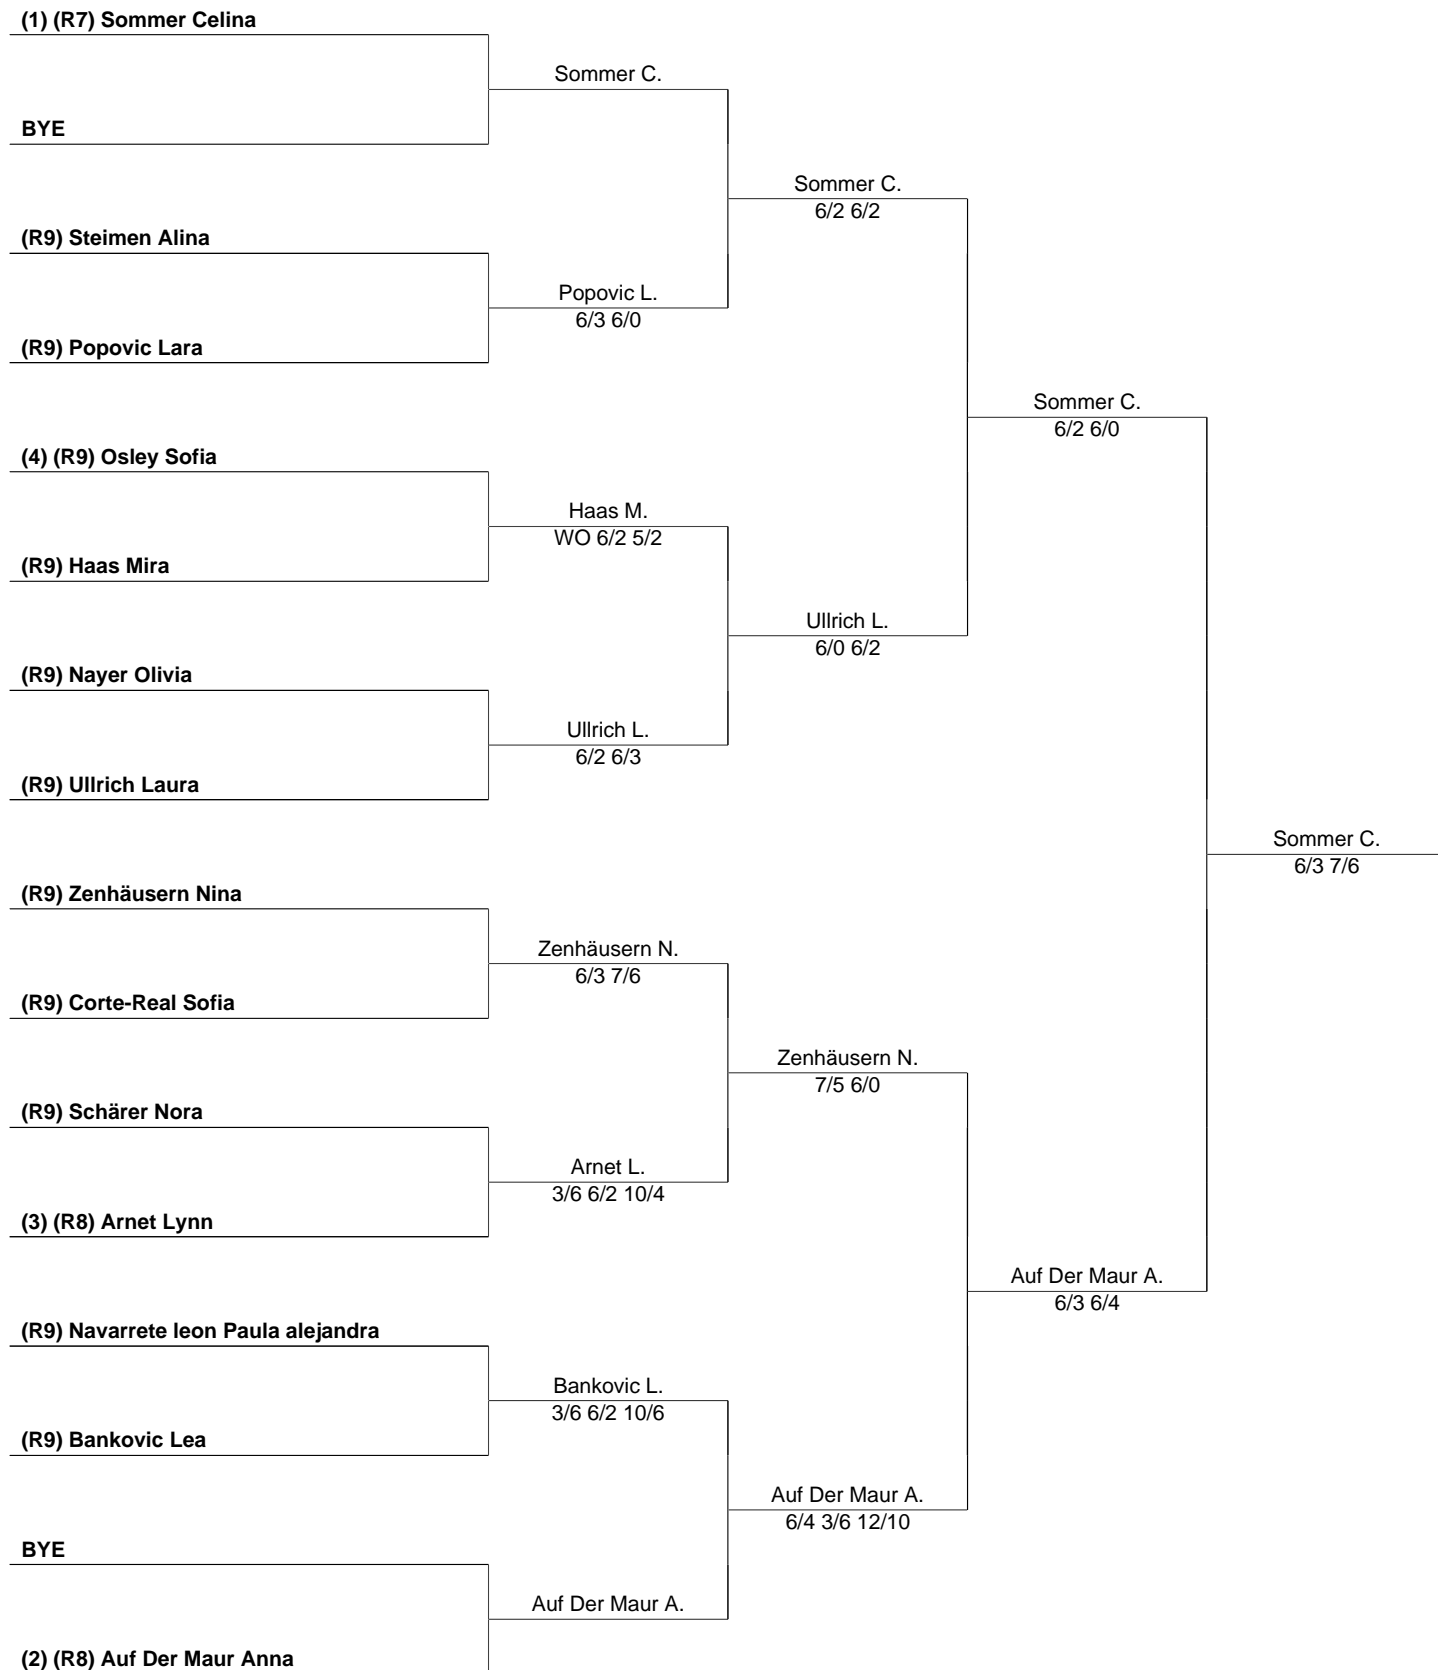 (1) (R7) Sommer Celina
Sommer C.
BYE
Sommer C.
6/2 6/2
(R9) Steimen Alina
Popovic L.
6/3 6/0
(R9) Popovic Lara
Sommer C.
6/2 6/0
(4) (R9) Osley Sofia
Haas M.
WO 6/2 5/2
(R9) Haas Mira
Ullrich L.
6/0 6/2
(R9) Nayer Olivia
Ullrich L.
6/2 6/3
(R9) Ullrich Laura
Sommer C.
6/3 7/6
(R9) Zenhäusern Nina
Zenhäusern N.
6/3 7/6
(R9) Corte-Real Sofia
Zenhäusern N.
7/5 6/0
(R9) Schärer Nora
Arnet L.
3/6 6/2 10/4
(3) (R8) Arnet Lynn
Auf Der Maur A.
6/3 6/4
(R9) Navarrete leon Paula alejandra
Bankovic L.
3/6 6/2 10/6
(R9) Bankovic Lea
Auf Der Maur A.
6/4 3/6 12/10
BYE
Auf Der Maur A.
(2) (R8) Auf Der Maur Anna